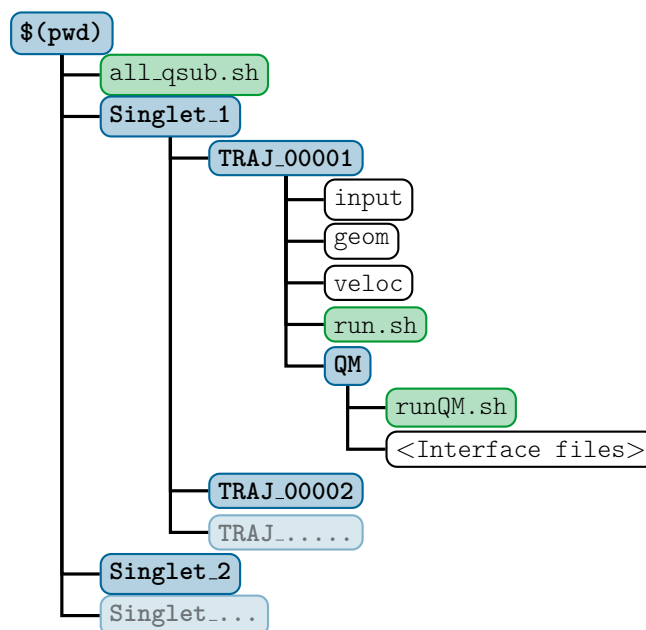 $(pwd)
all_qsub.sh
Singlet_1
TRAJ_00001
input
geom
veloc
run.sh
QM
runQM.sh
<Interface files>
TRAJ_00002
TRAJ_.....
Singlet_2
Singlet_...